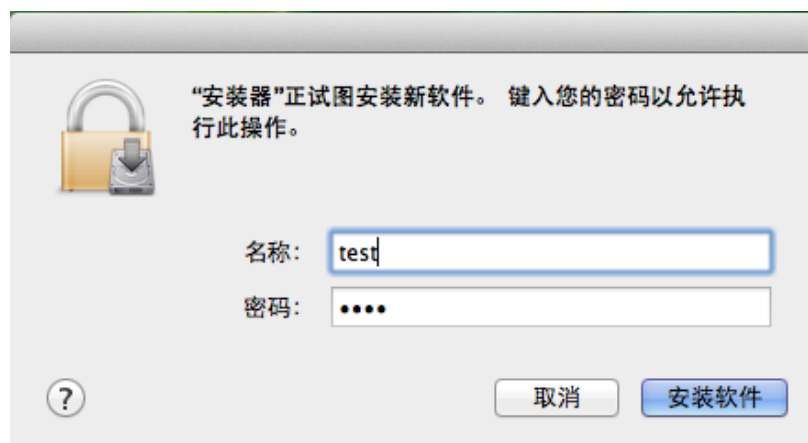 “安装器”正试图安装新软件。 键入您的密码以允许执
行此操作。
名称： test
密码： ••••
?
取消 安装软件